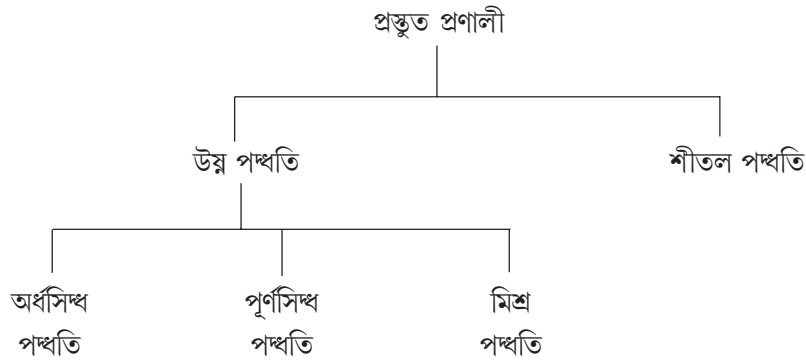 প্রস্তুত প্রণালী
উষ্ণ পদ্ধতি
শীতল পদ্ধতি
অর্ধসিদ্ধ
পদ্ধতি
পূর্ণসিদ্ধ
পদ্ধতি
মিশ্র
পদ্ধতি